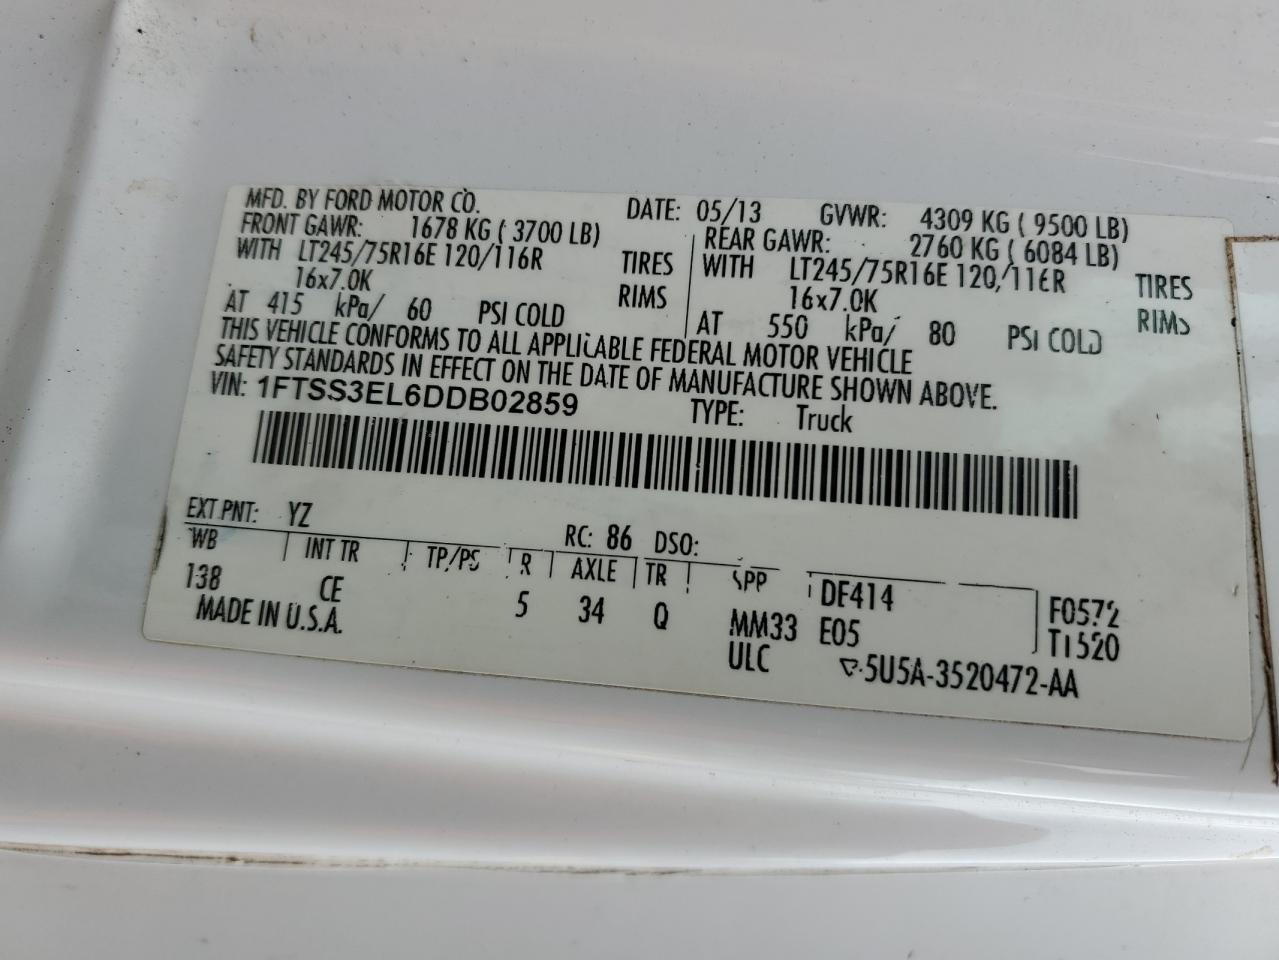 MFD. BY FORD MOTOR CO. DATE: 05/13 GVWR: 4309 KG ( 9500 LB)
FRONT GAWR: 1678 KG ( 3700 LB) REAR GAWR: 2760 KG ( 6084 LB)
WITH LT245/75R16E 120/116R TIRES WITH LT245/75R16E 120/116R TIRES
16x7.0K RIMS 16x7.0K RIMS
AT 415 kPa/ 60 PSI COLD AT 550 kPa/ 80 PSI COLD
THIS VEHICLE CONFORMS TO ALL APPLICABLE FEDERAL MOTOR VEHICLE
SAFETY STANDARDS IN EFFECT ON THE DATE OF MANUFACTURE SHOWN ABOVE.
VIN: 1FTSS3EL6DDB02859 TYPE: Truck
EXT PNT: YZ RC: 86 DSO:
WB INT TR TP/PS R AXLE TR SPP DE414 F0572
138 CE 5 34 Q MM33 E05 T1520
MADE IN U.S.A. ULC 5U5A-3520472-AA